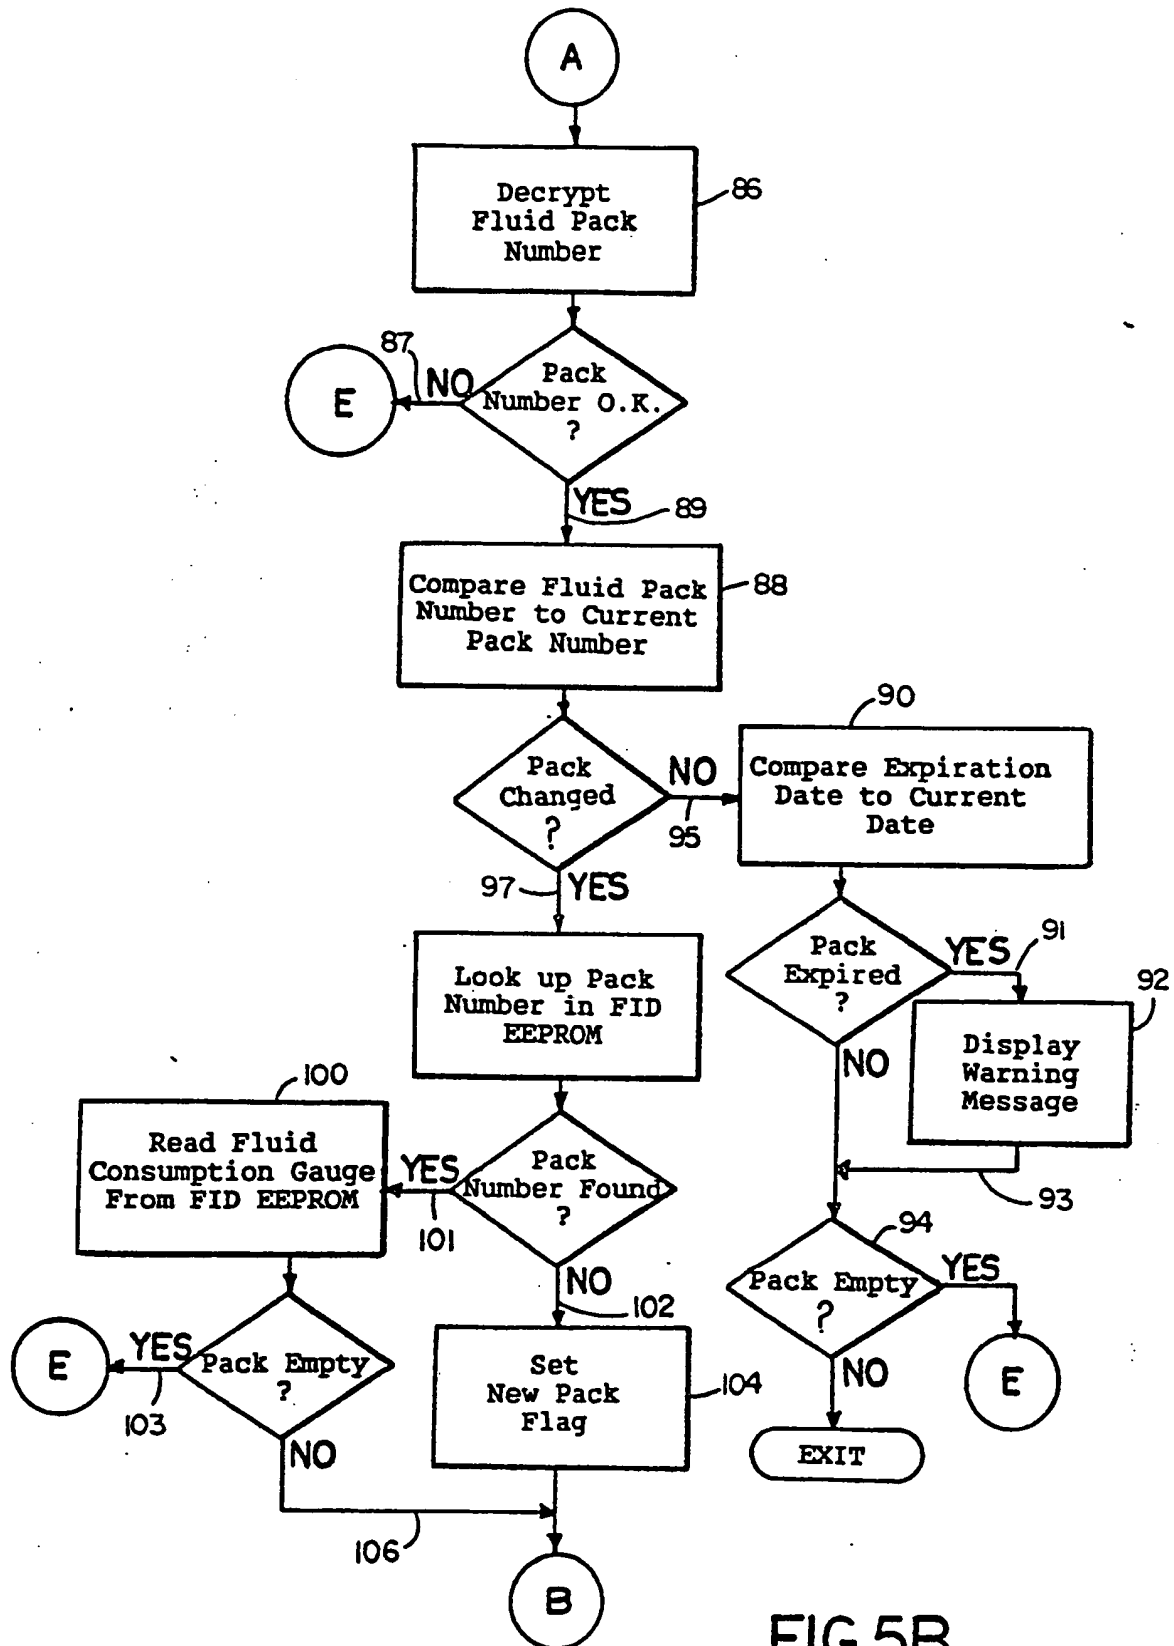 A
Decrypt
Fluid Pack
Number
86
87
NO
E
Pack
Number O.K.
?
YES
89
Compare Fluid Pack
Number to Current
Pack Number
88
90
Pack
Changed
?
NO
95
Compare Expiration
Date to Current
Date
97
YES
Look up Pack
Number in FID
EEPROM
Pack
Expired
?
YES
91
92
NO
Display
Warning
Message
93
100
Read Fluid
Consumption Gauge
From FID EEPROM
YES
101
Pack
Number Found
?
NO
102
94
Pack Empty
?
YES
E
NO
EXIT
E
YES
103
Pack Empty
?
NO
Set
New Pack
Flag
104
106
B
FIG.5B